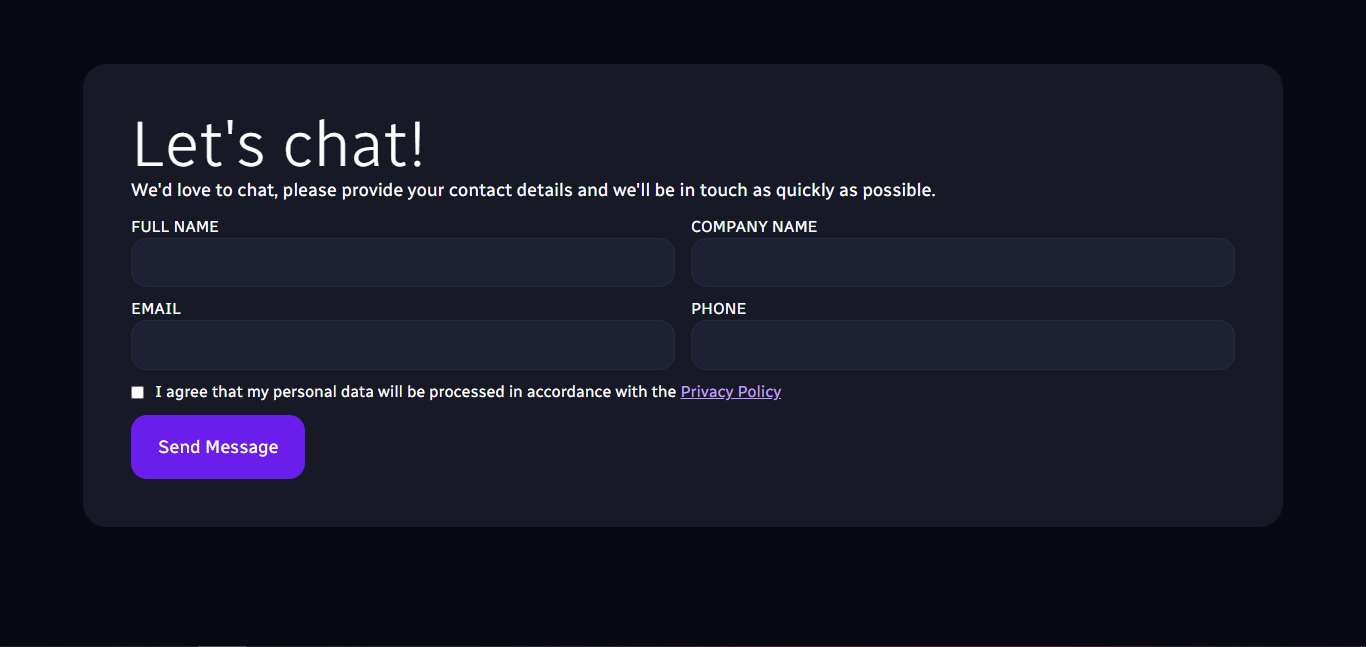 Let's chat!
We'd love to chat, please provide your contact details and we'll be in touch as quickly as possible.
FULL NAME
COMPANY NAME
EMAIL
PHONE
I agree that my personal data will be processed in accordance with the Privacy Policy
Send Message